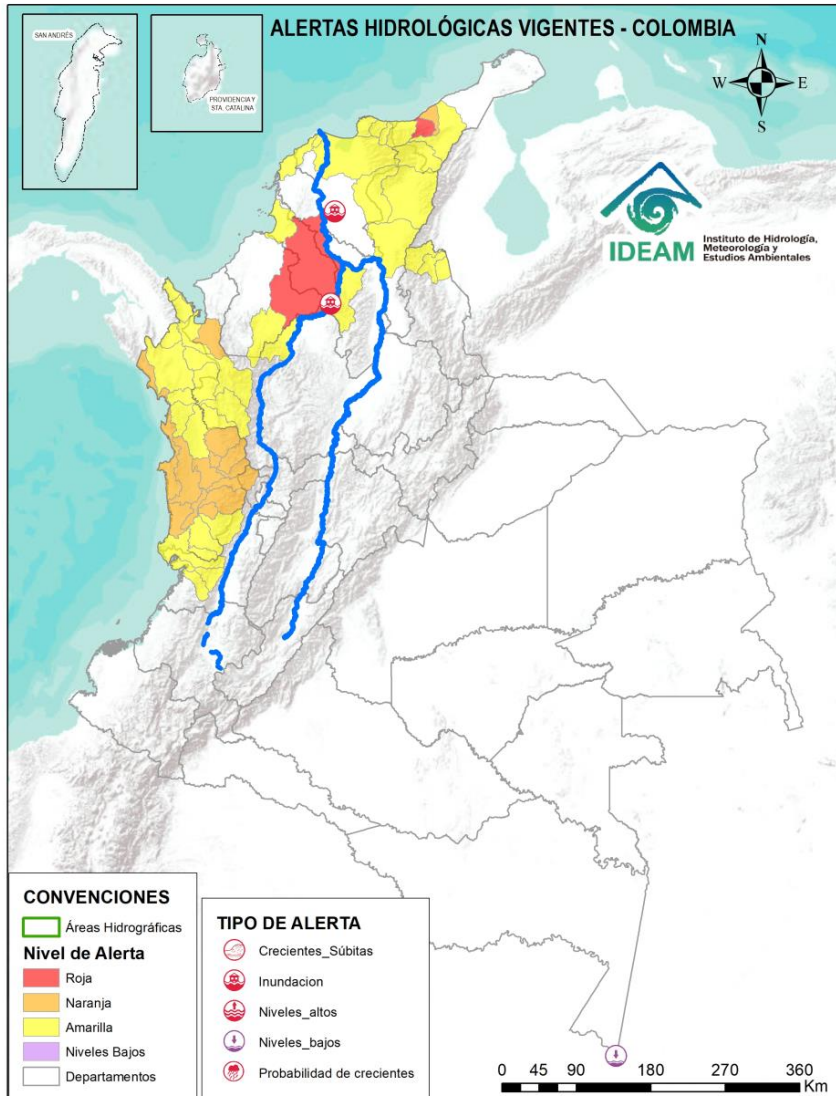 ALERTAS HIDROLÓGICAS VIGENTES - COLOMBIA
SAN ANDRÉS
PROVIDENCIA Y
STA. CATALINA
N
W
E
S
IDEAM
Instituto de Hidrología,
Meteorología y
Estudios Ambientales
CONVENCIONES
Áreas Hidrográficas
Nivel de Alerta
Roja
Naranja
Amarilla
Niveles Bajos
Departamentos
TIPO DE ALERTA
Crecientes_Súbitas
Inundacion
Niveles_altos
Niveles_bajos
Probabilidad de crecientes
0 45 90 180 270 360
Km